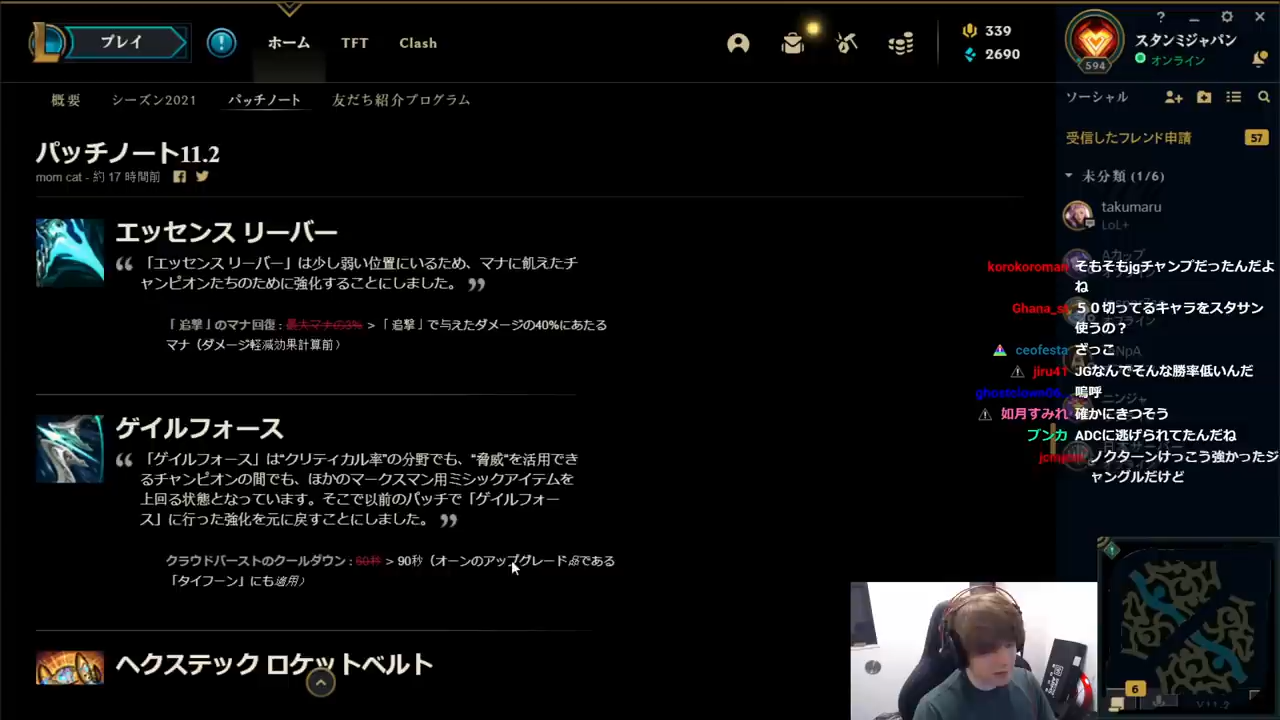 プレイ
ホーム
TFT
Clash
339
2690
594
スタンミジャパン
オンライン
概要
シーズン2021
パッチノート
友だち紹介プログラム
ソーシャル
受信したフレンド申請
57
未分類 (1/6)
takumaru
LoL+
Aカップ
パッチノート11.2
mom cat - 約 17 時間前
エッセンス リーバー
「エッセンス リーバー」は少し弱い位置にいるため、マナに飢えたチ
ャンピオンたちのために強化することにしました。
「追撃」のマナ回復 : 最大マナの3% > 「追撃」で与えたダメージの40%にあたる
マナ（ダメージ軽減効果計算前）
ゲイルフォース
「ゲイルフォース」は“クリティカル率”の分野でも、“脅威“を活用でき
るチャンピオンの間でも、ほかのマークスマン用ミシックアイテムを
上回る状態となっています。そこで以前のパッチで「ゲイルフォー
ス」に行った強化を元に戻すことにしました。
クラウドバーストのクールダウン : 60秒 > 90秒（オーンのアップグレード品である
「タイフーン」にも適用）
ヘクステック ロケットベルト
そもそもjgチャンプだったんだよ
ね
５０切ってるキャラをスタサン
使うの？
ceofesta ざっこ
jiru41 JGなんでそんな勝率低いんだ
嗚呼
如月すみれ 確かにきつそう
ブンカ ADCに逃げられてたんだね
ノクターンけっこう強かったジ
ャングルだけど
6
V11.2